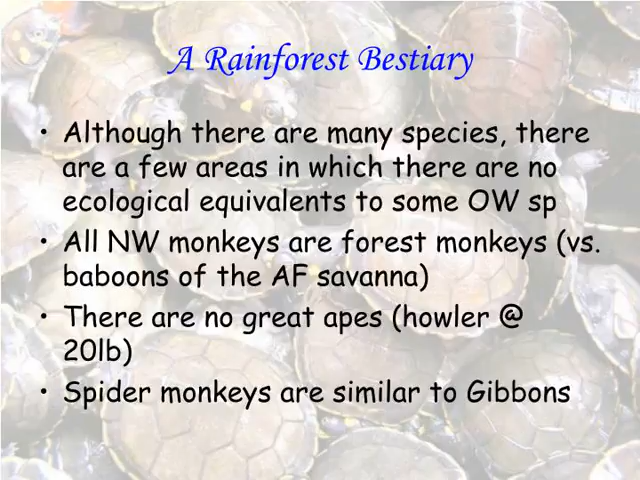 A Rainforest Bestiary
• Although there are many species, there
are a few areas in which there are no
ecological equivalents to some OW sp
• All NW monkeys are forest monkeys (vs.
baboons of the AF savanna)
• There are no great apes (howler @
20lb)
• Spider monkeys are similar to Gibbons